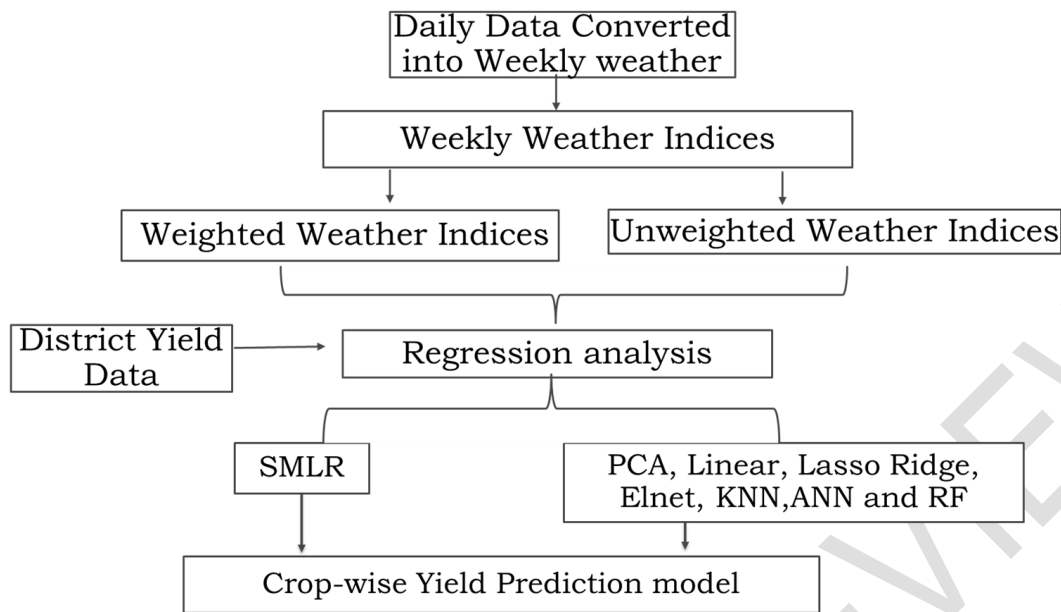 Daily Data Converted
into Weekly weather
Weekly Weather Indices
Weighted Weather Indices
Unweighted Weather Indices
District Yield
Data
Regression analysis
SMLR
PCA, Linear, Lasso Ridge,
Elnet, KNN,ANN and RF
Crop-wise Yield Prediction model